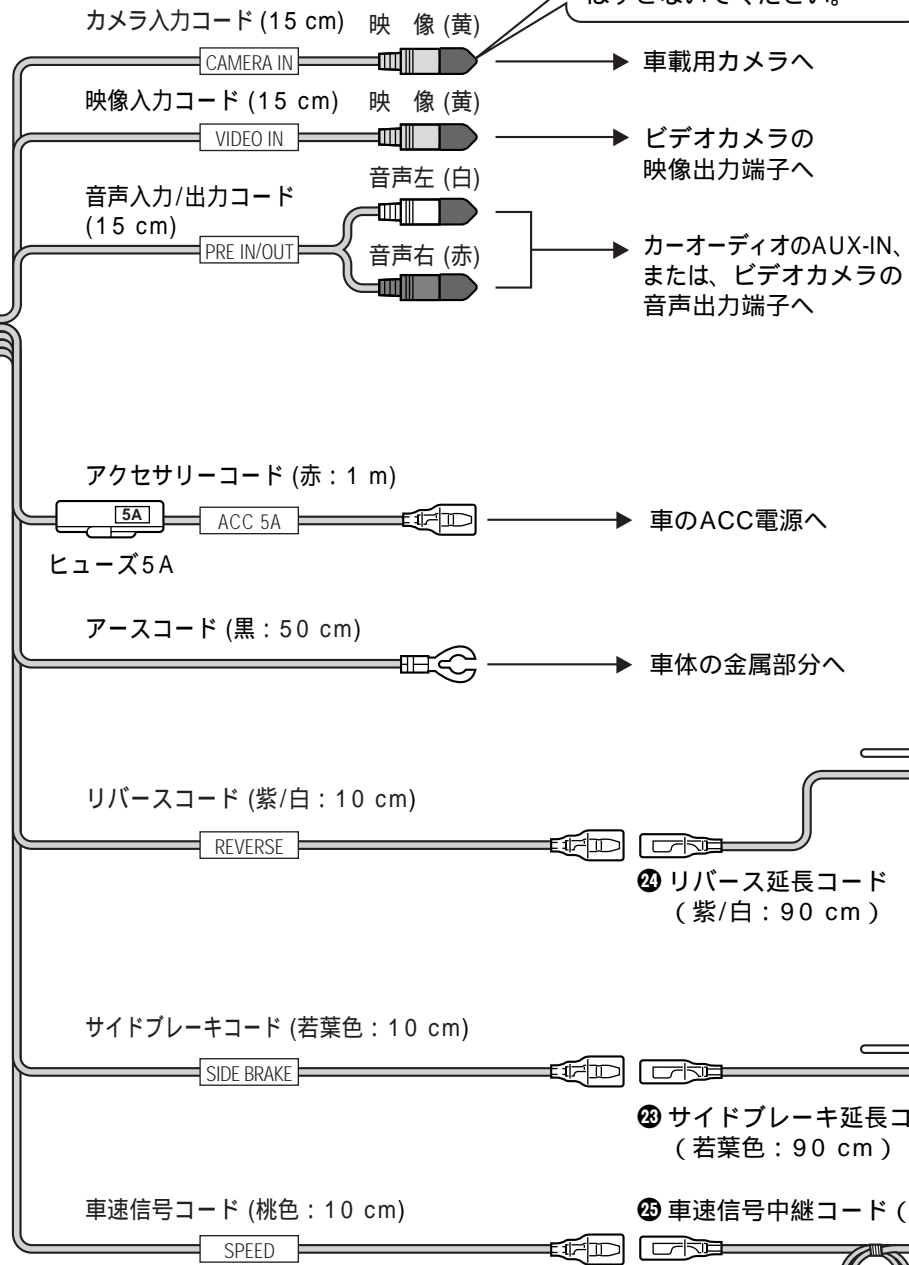 カメラ入力コード (15 cm)
映 像 (黄)
CAMERA IN
車載用カメラへ
映像入力コード (15 cm)
映 像 (黄)
VIDEO IN
ビデオカメラの
映像出力端子へ
音声入力/出力コード
(15 cm)
PRE IN/OUT
音声左 (白)
音声右 (赤)
カーオーディオのAUX-IN、
または、ビデオカメラの
音声出力端子へ
アクセサリーコード (赤:1 m)
5A
ACC 5A
ヒューズ5A
車のACC電源へ
アースコード (黒:50 cm)
車体の金属部分へ
リバースコード (紫/白:10 cm)
REVERSE
㉔ リバース延長コード
(紫/白:90 cm)
サイドブレーキコード (若葉色:10 cm)
SIDE BRAKE
㉓ サイドブレーキ延長コ
(若葉色:90 cm)
車速信号コード (桃色:10 cm)
SPEED
㉕ 車速信号中継コード (